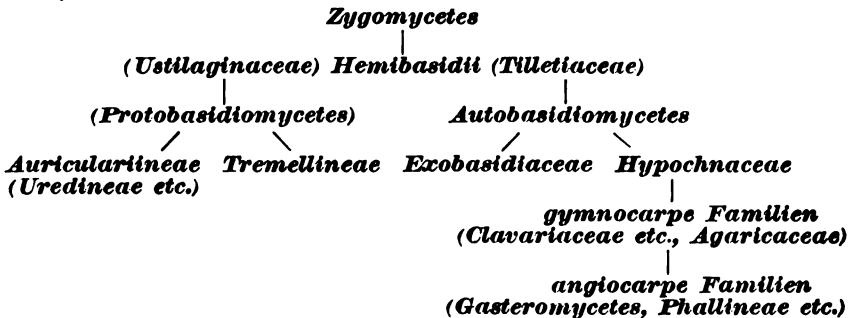 Zygomycetes
(Ustilaginaceae) Hemibasidii (Tilletiaceae)
(Protobasidiomycetes) Autobasidiomycetes
Auriculariineae Tremellineae Exobasidiaceae Hypochnaceae
(Uredineae etc.)
gymnocarpe Familien
(Clavariaceae etc., Agaricaceae)
angiocarpe Familien
(Gasteromycetes, Phallineae etc.)